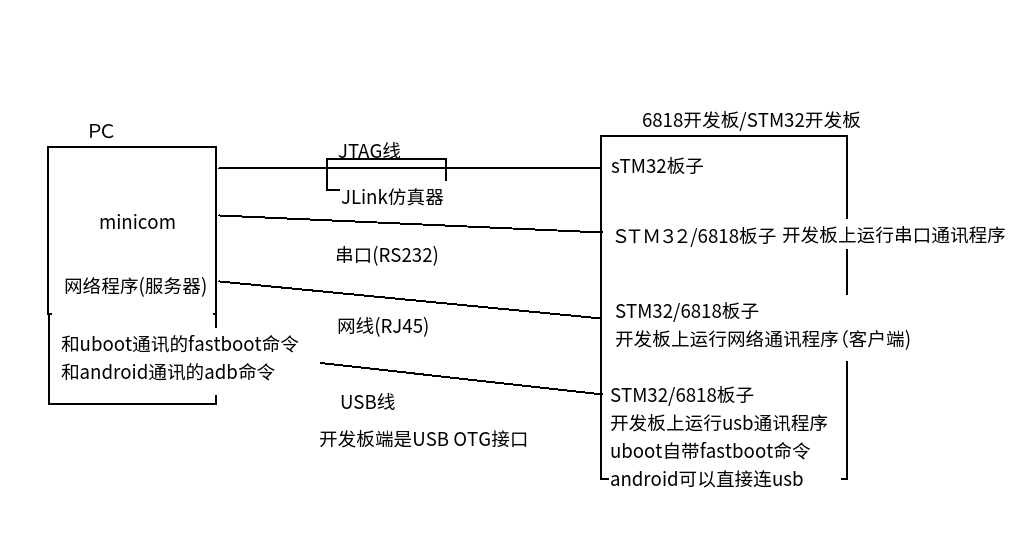 6818开发板/STM32开发板
PC
JTAG线
sTM32板子
JLink仿真器
minicom
STM32/6818板子 开发板上运行串口通讯程序
串口(RS232)
网络程序(服务器)
STM32/6818板子
开发板上运行网络通讯程序(客户端)
网线(RJ45)
和uboot通讯的fastboot命令
和android通讯的adb命令
USB线
开发板端是USB OTG接口
STM32/6818板子
开发板上运行usb通讯程序
uboot自带fastboot命令
android可以直接连usb